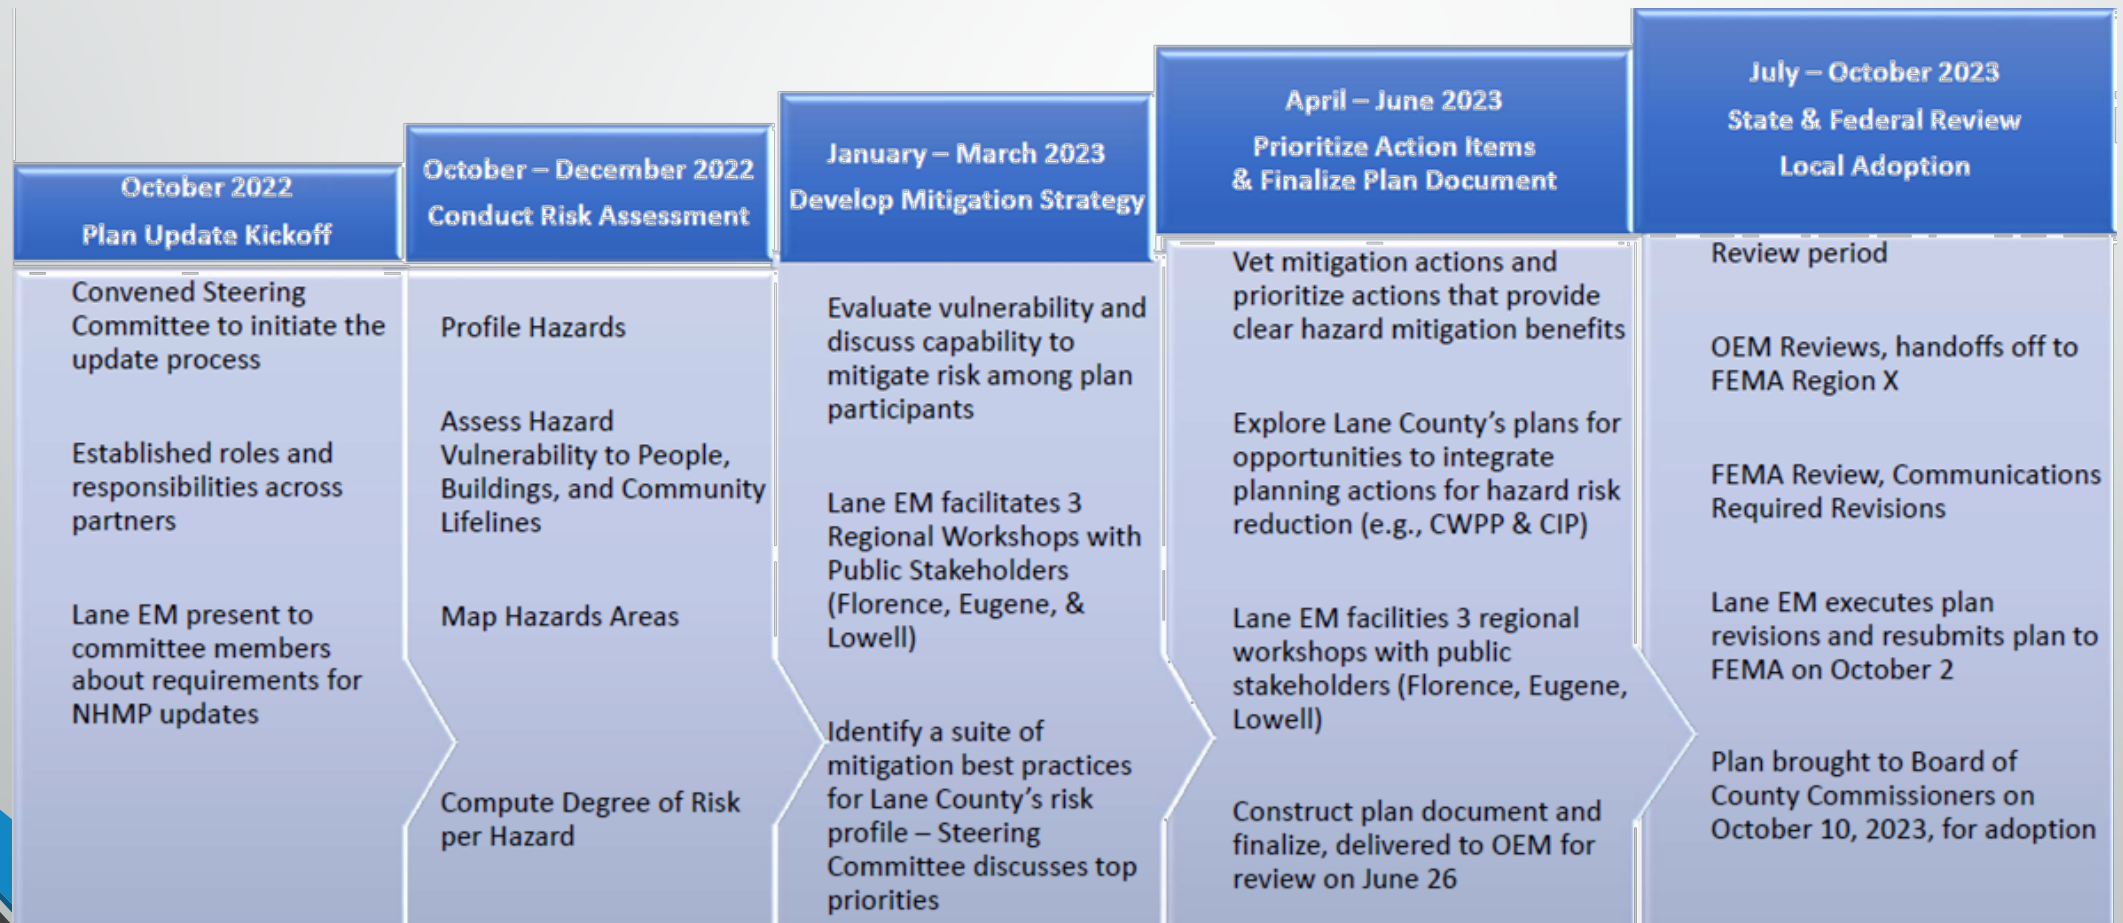 October 2022
Plan Update Kickoff
Convened Steering
Committee to initiate the
update process
Established roles and
responsibilities across
partners
Lane EM present to
committee members
about requirements for
NHMP updates
October – December 2022
Conduct Risk Assessment
Profile Hazards
Assess Hazard
Vulnerability to People,
Buildings, and Community
Lifelines
Map Hazards Areas
Compute Degree of Risk
per Hazard
January – March 2023
Develop Mitigation Strategy
Evaluate vulnerability and
discuss capability to
mitigate risk among plan
participants
Lane EM facilitates 3
Regional Workshops with
Public Stakeholders
(Florence, Eugene, &
Lowell)
Identify a suite of
mitigation best practices
for Lane County’s risk
profile – Steering
Committee discusses top
priorities
April – June 2023
Prioritize Action Items
& Finalize Plan Document
Vet mitigation actions and
prioritize actions that provide
clear hazard mitigation benefits
Explore Lane County’s plans for
opportunities to integrate
planning actions for hazard risk
reduction (e.g., CWPP & CIP)
Lane EM facilities 3 regional
workshops with public
stakeholders (Florence, Eugene,
Lowell)
Construct plan document and
finalize, delivered to OEM for
review on June 26
July – October 2023
State & Federal Review
Local Adoption
Review period
OEM Reviews, handoffs off to
FEMA Region X
FEMA Review, Communications
Required Revisions
Lane EM executes plan
revisions and resubmits plan to
FEMA on October 2
Plan brought to Board of
County Commissioners on
October 10, 2023, for adoption